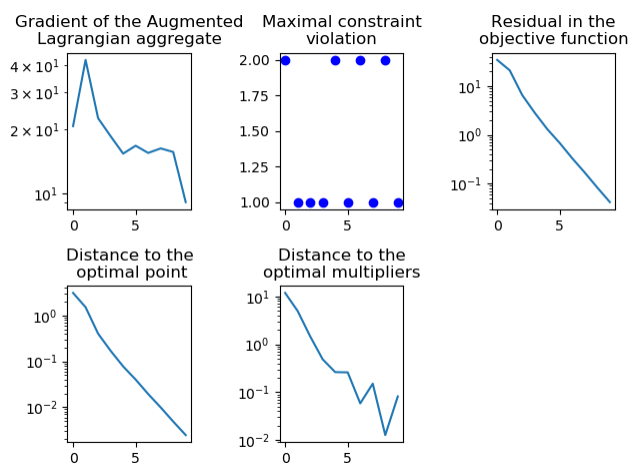 Gradient of the Augmented
Lagrangian aggregate
4 × 10¹
3 × 10¹
2 × 10¹
10¹
0 5
Maximal constraint
violation
2.00
1.75
1.50
1.25
1.00
0 5
Residual in the
objective function
10¹
10⁰
10⁻¹
0 5
Distance to the
optimal point
10⁰
10⁻¹
10⁻²
0 5
Distance to the
optimal multipliers
10¹
10⁰
10⁻¹
10⁻²
0 5